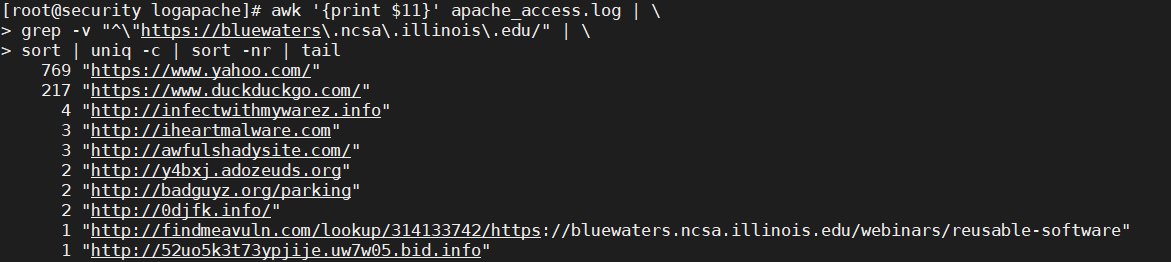 [root@security logapache]# awk '{print $11}' apache_access.log | \
> grep -v "^\"https://bluewaters\.ncsa\.illinois\.edu/" | \
> sort | uniq -c | sort -nr | tail
769 "https://www.yahoo.com/"
217 "https://www.duckduckgo.com/"
4 "http://infectwithmywarez.info"
3 "http://iheartmalware.com"
3 "http://awfulshadysite.com/"
2 "http://y4bxj.adozeuds.org"
2 "http://badguyz.org/parking"
2 "http://0djfk.info/"
1 "http://findmeavuln.com/lookup/314133742/https://bluewaters.ncsa.illinois.edu/webinars/reusable-software"
1 "http://52uo5k3t73ypjije.uw7w05.bid.info"